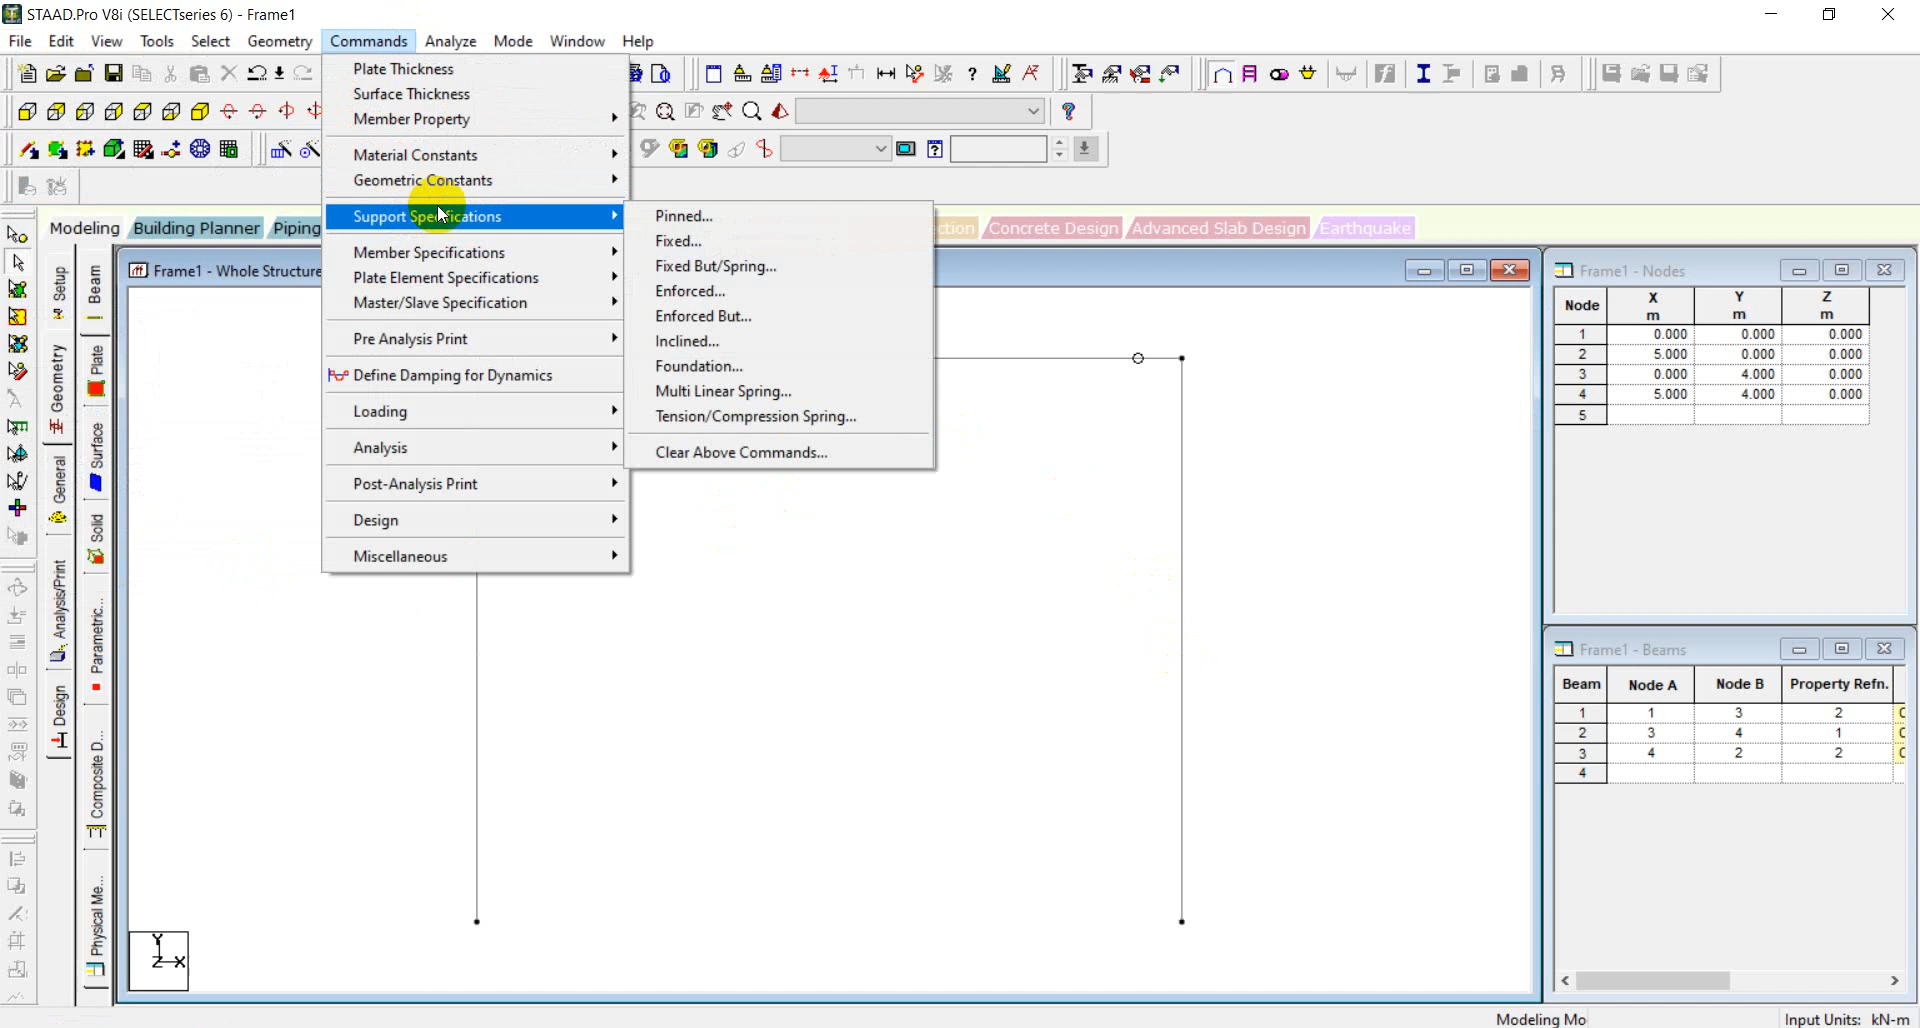 STAAD.Pro V8i (SELECTseries 6) - Frame1
File Edit View Tools Select Geometry Commands Analyze Mode Window Help
Plate Thickness
Surface Thickness
Member Property
Material Constants
Geometric Constants
Support Specifications
Member Specifications
Plate Element Specifications
Master/Slave Specification
Pre Analysis Print
Define Damping for Dynamics
Loading
Analysis
Post-Analysis Print
Design
Miscellaneous
Pinned...
Fixed...
Fixed But/Spring...
Enforced...
Enforced But...
Inclined...
Foundation...
Multi Linear Spring...
Tension/Compression Spring...
Clear Above Commands...
Modeling Building Planner Piping
ction Concrete Design Advanced Slab Design Earthquake
Setup
Geometry
General
Analysis/Print
Design
Beam
Plate
Surface
Solid
Parametric...
Composite D...
Physical Me...
Frame1 - Whole Structure
Y
Z X
Frame1 - Nodes
Node X m Y m Z m
1 0.000 0.000 0.000
2 5.000 0.000 0.000
3 0.000 4.000 0.000
4 5.000 4.000 0.000
5
Frame1 - Beams
Beam Node A Node B Property Refn.
1 1 3 2 C
2 3 4 1 C
3 4 2 2 C
4
Modeling Mo Input Units: kN-m